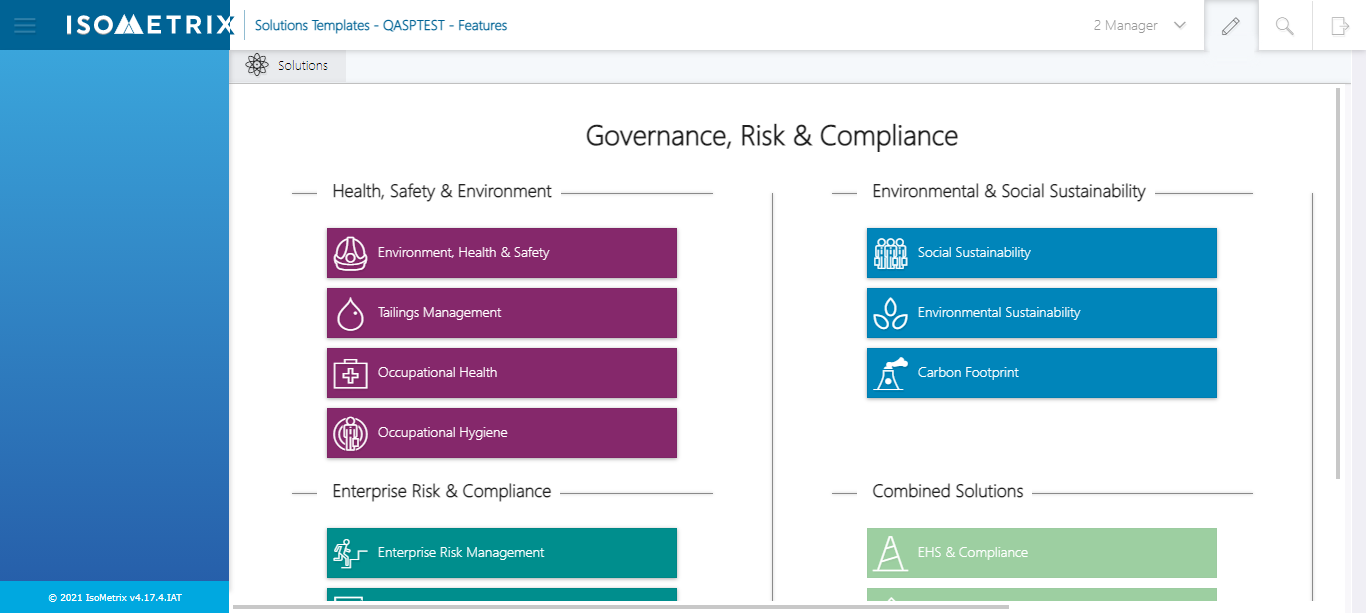 ISOMETRIX
Solutions Templates - QASPTEST - Features
2 Manager
Solutions
Governance, Risk & Compliance
Health, Safety & Environment
Environment, Health & Safety
Tailings Management
Occupational Health
Occupational Hygiene
Environmental & Social Sustainability
Social Sustainability
Environmental Sustainability
Carbon Footprint
Enterprise Risk & Compliance
Enterprise Risk Management
Combined Solutions
EHS & Compliance
© 2021 IsoMetrix v4.17.4.IAT